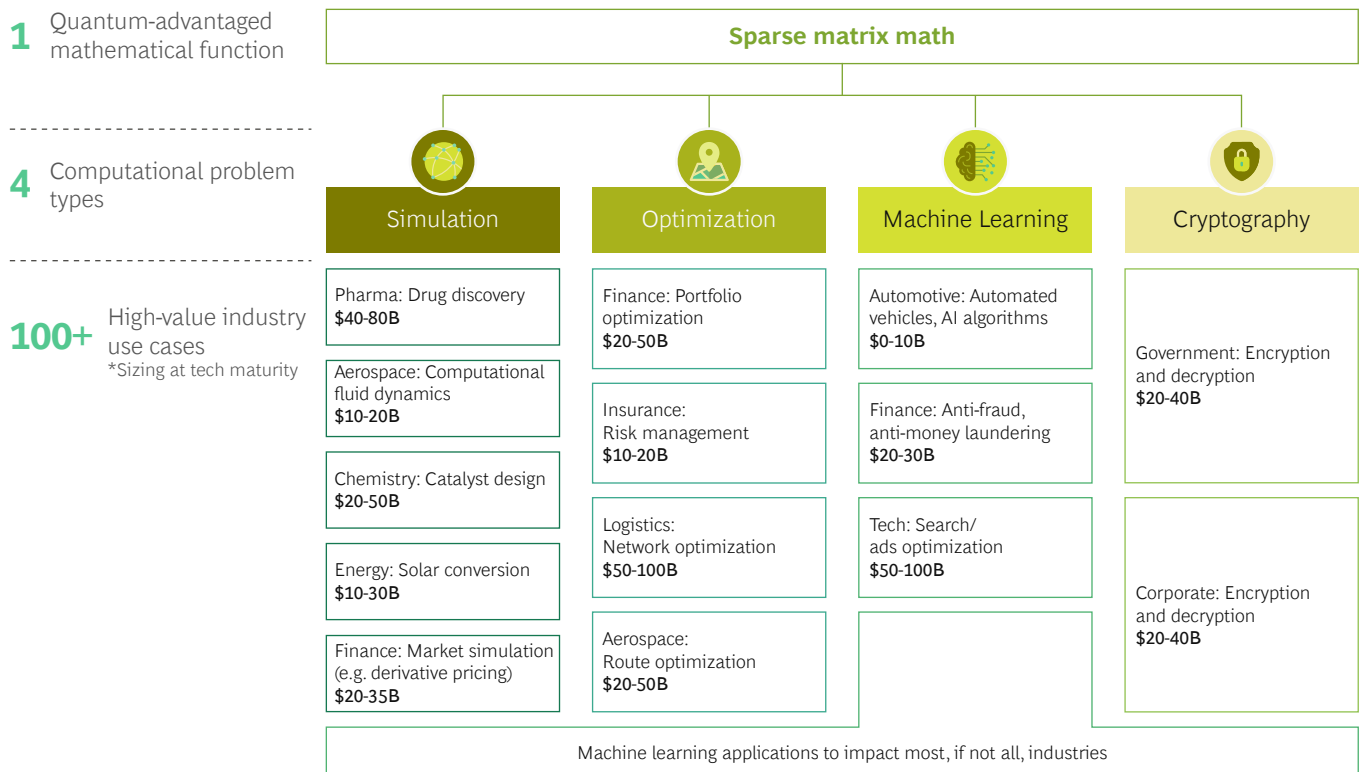 1
Quantum-advantaged
mathematical function
Sparse matrix math
4
Computational problem
types
Simulation
Optimization
Machine Learning
Cryptography
100+
High-value industry
use cases
*Sizing at tech maturity
Pharma: Drug discovery
$40-80B
Aerospace: Computational
fluid dynamics
$10-20B
Chemistry: Catalyst design
$20-50B
Energy: Solar conversion
$10-30B
Finance: Market simulation
(e.g. derivative pricing)
$20-35B
Finance: Portfolio
optimization
$20-50B
Insurance:
Risk management
$10-20B
Logistics:
Network optimization
$50-100B
Aerospace:
Route optimization
$20-50B
Automotive: Automated
vehicles, AI algorithms
$0-10B
Finance: Anti-fraud,
anti-money laundering
$20-30B
Tech: Search/
ads optimization
$50-100B
Government: Encryption
and decryption
$20-40B
Corporate: Encryption
and decryption
$20-40B
Machine learning applications to impact most, if not all, industries